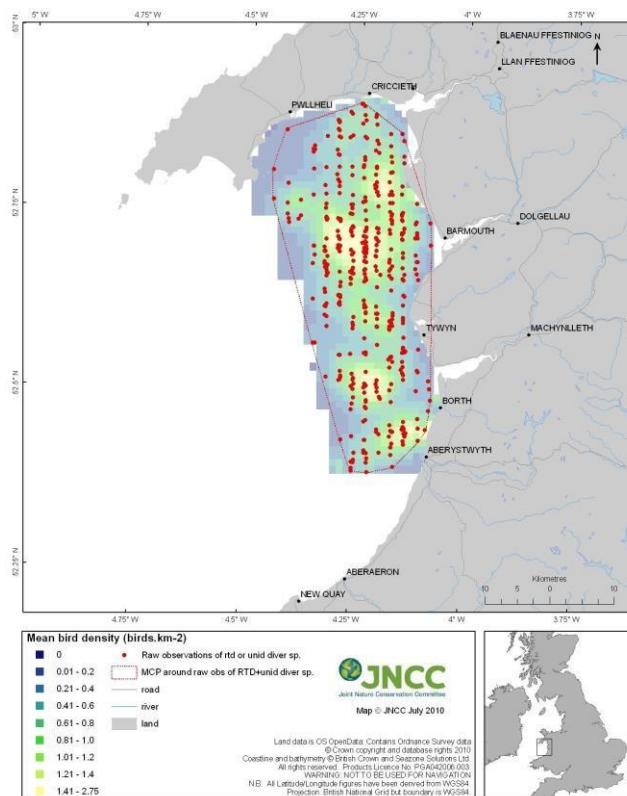 5° W
4.75° W
4.5° W
4.25° W
4° W
3.75° W
53° N
53° N
BLAENAU FFESTINIOG
N
LLAN FFESTINIOG
CRICCIETH
PWLLHELI
52.75° N
DOLGELLAU
BARMOUTH
TYWYN
MACHYNLLETH
52.5° N
52.5° N
BORTH
ABERYSTWYTH
52.25° N
52.25° N
ABERAERON
Kilometres
10 5 0 10
NEW QUAY
4.75° W
4.5° W
4.25° W
4° W
3.75° W
Mean bird density (birds.km-2)
0
0.01 - 0.2
0.21 - 0.4
0.41 - 0.6
0.61 - 0.8
0.81 - 1.0
1.01 - 1.2
1.21 - 1.4
1.41 - 2.75
Raw observations of rtd or unid diver sp.
MCP around raw obs of RTD+unid diver sp.
road
river
land
JNCC
Joint Nature Conservation Committee
Map © JNCC July 2010
Land data is OS OpenData: Contains Ordnance Survey data
© Crown copyright and database rights 2010
Coastline and bathymetry © British Crown and Seazone Solutions Ltd.
All rights reserved. Products Licence No. PGA042006.003
WARNING: NOT TO BE USED FOR NAVIGATION
NB. All Latitude/Longitude figures have been derived from WGS84
Projection: British National Grid but boundary is WGS84